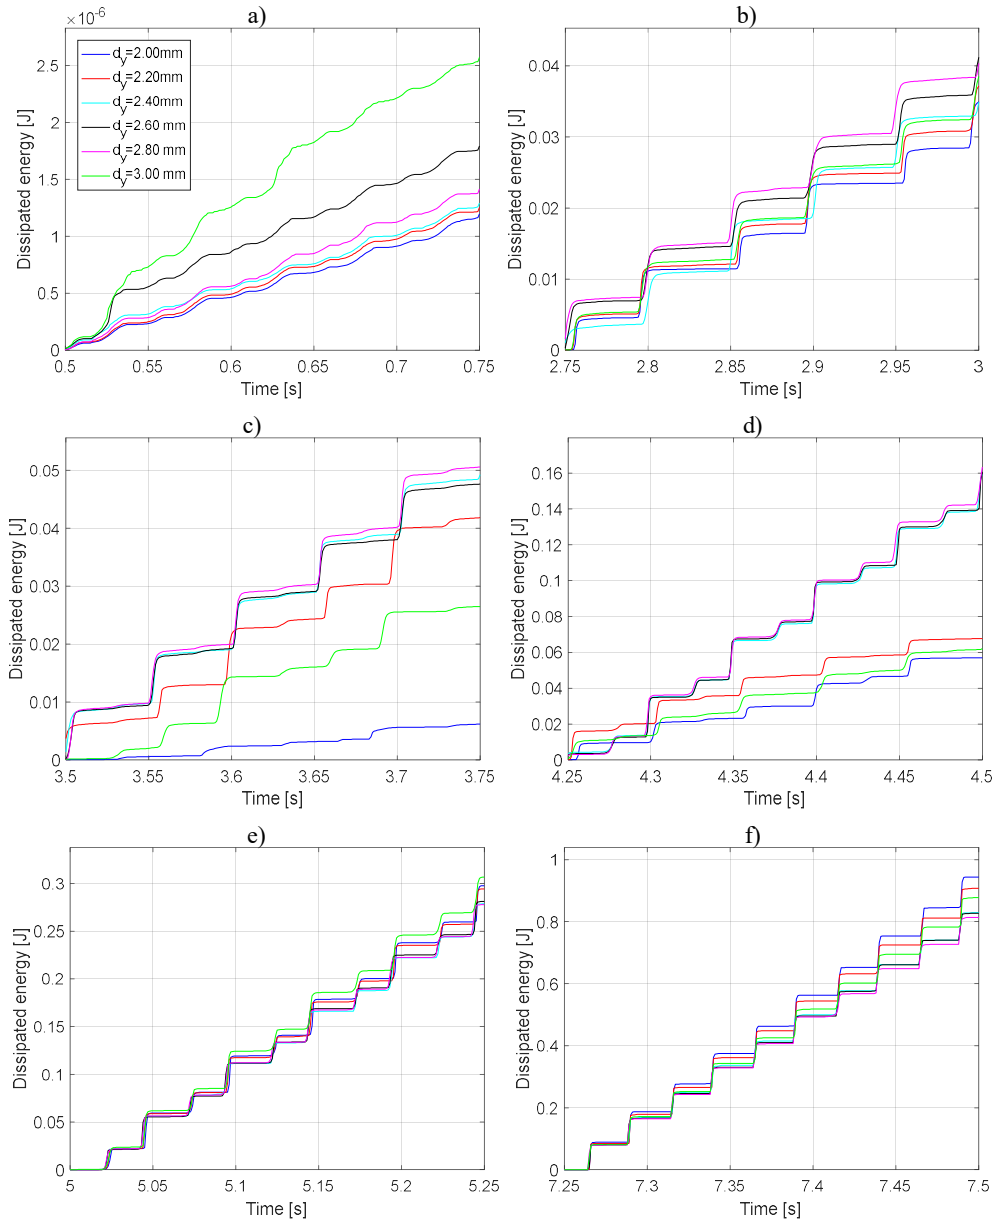 a)
×10⁻⁶
2.5
2
1.5
1
0.5
0
Dissipated energy [J]
d_y=2.00mm
d_y=2.20mm
d_y=2.40mm
d_y=2.60 mm
d_y=2.80 mm
d_y=3.00 mm
0.5 0.55 0.6 0.65 0.7 0.75
Time [s]
b)
0.04
0.03
0.02
0.01
0
Dissipated energy [J]
2.75 2.8 2.85 2.9 2.95 3
Time [s]
c)
0.05
0.04
0.03
0.02
0.01
0
Dissipated energy [J]
3.5 3.55 3.6 3.65 3.7 3.75
Time [s]
d)
0.16
0.14
0.12
0.1
0.08
0.06
0.04
0.02
0
Dissipated energy [J]
4.25 4.3 4.35 4.4 4.45 4.5
Time [s]
e)
0.3
0.25
0.2
0.15
0.1
0.05
0
Dissipated energy [J]
5 5.05 5.1 5.15 5.2 5.25
Time [s]
f)
1
0.8
0.6
0.4
0.2
0
Dissipated energy [J]
7.25 7.3 7.35 7.4 7.45 7.5
Time [s]